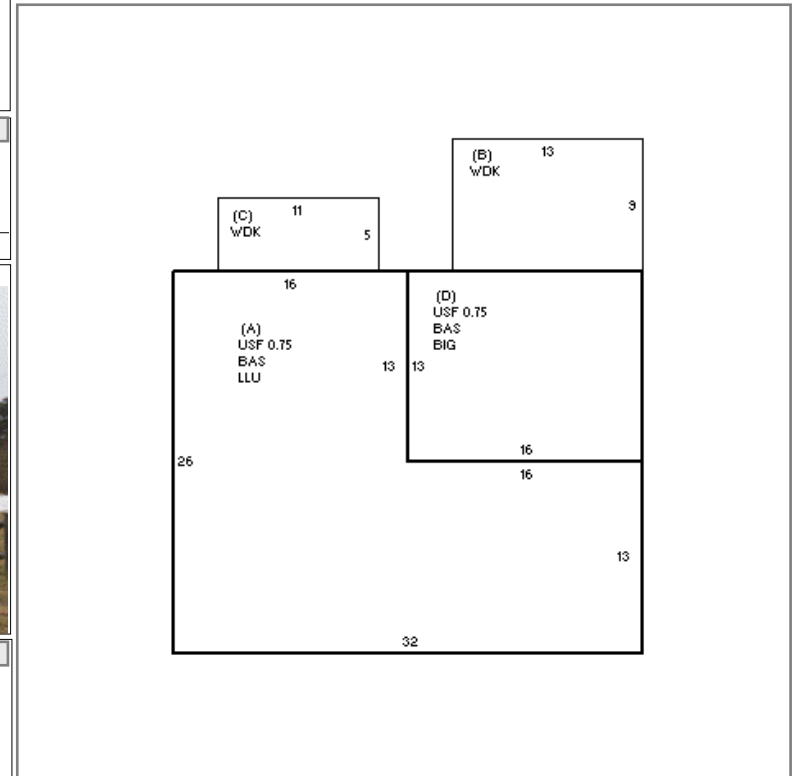 (B)
WDK
13
9
(C)
WDK
11
5
16
(D)
USF 0.75
BAS
BIG
(A)
USF 0.75
BAS
LLU
13
13
16
26
16
13
32